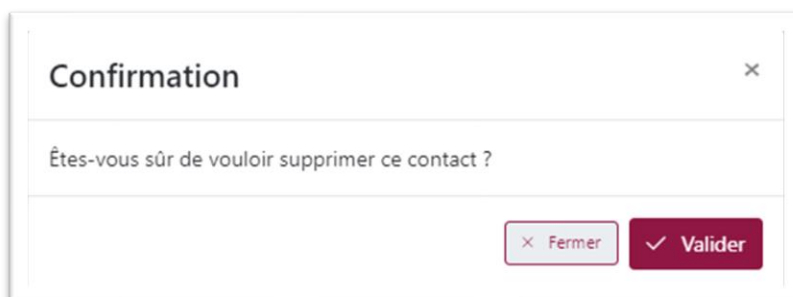 Confirmation
Êtes-vous sûr de vouloir supprimer ce contact ?
Fermer
Valider